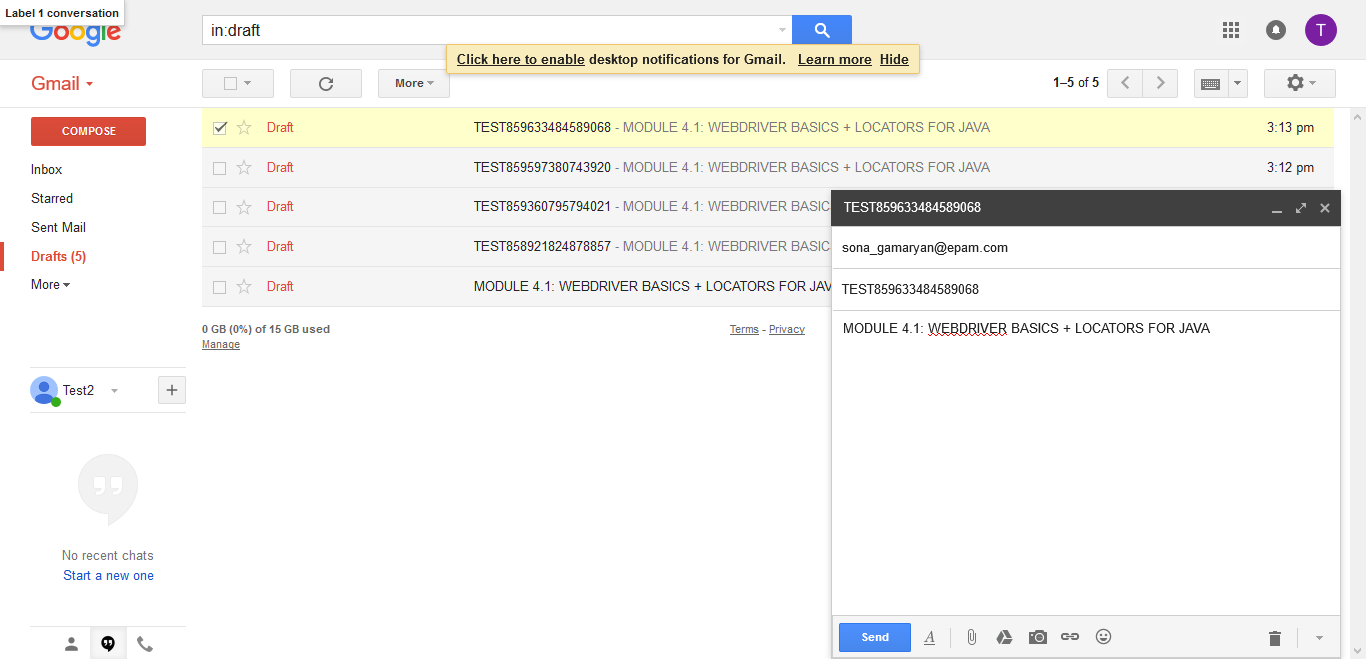 Label 1 conversation
Google
in:draft
T
Click here to enable desktop notifications for Gmail. Learn more Hide
Gmail
More
1–5 of 5
COMPOSE
Inbox
Starred
Sent Mail
Drafts (5)
More
Draft TEST859633484589068 - MODULE 4.1: WEBDRIVER BASICS + LOCATORS FOR JAVA 3:13 pm
Draft TEST859597380743920 - MODULE 4.1: WEBDRIVER BASICS + LOCATORS FOR JAVA 3:12 pm
Draft TEST859360795794021 - MODULE 4.1: WEBDRIVER BASIC
Draft TEST858921824878857 - MODULE 4.1: WEBDRIVER BASIC
Draft MODULE 4.1: WEBDRIVER BASICS + LOCATORS FOR JAV
0 GB (0%) of 15 GB used
Manage
Terms - Privacy
Test2
No recent chats
Start a new one
TEST859633484589068
sona_gamaryan@epam.com
TEST859633484589068
MODULE 4.1: WEBDRIVER BASICS + LOCATORS FOR JAVA
Send
A